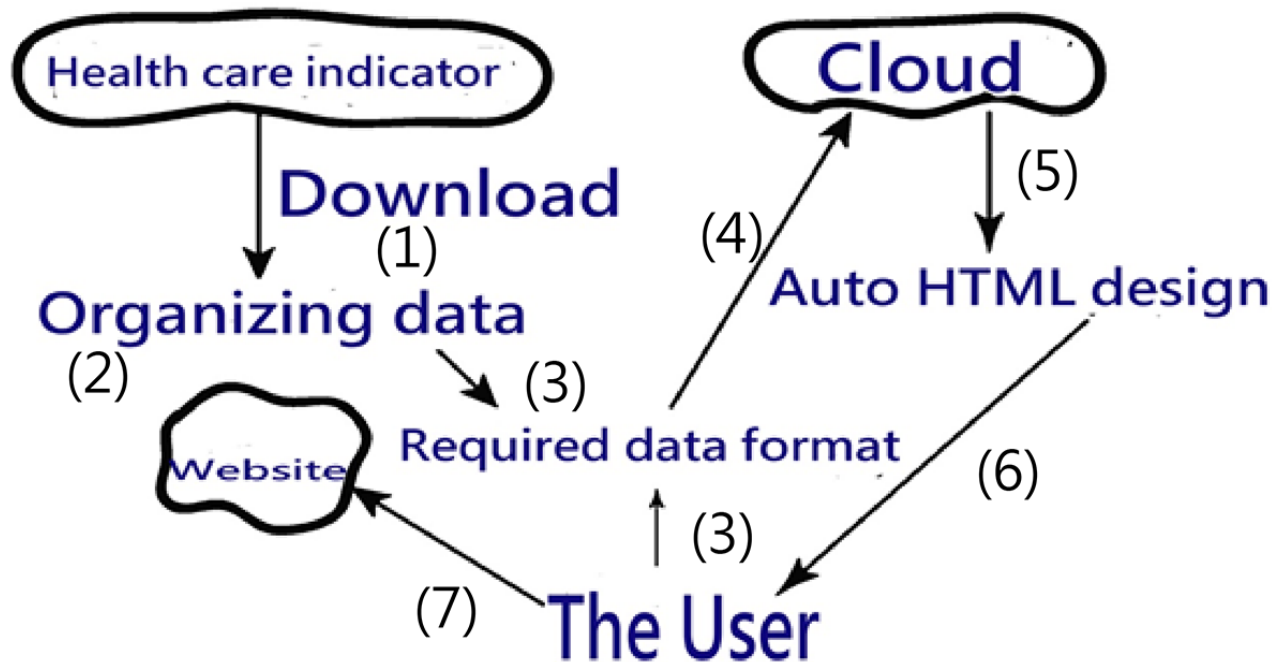 Health care indicator
Cloud
Download
(1)
(5)
(4)
Organizing data
(2)
Auto HTML design
(3)
Website
Required data format
(6)
(3)
(7)
The User